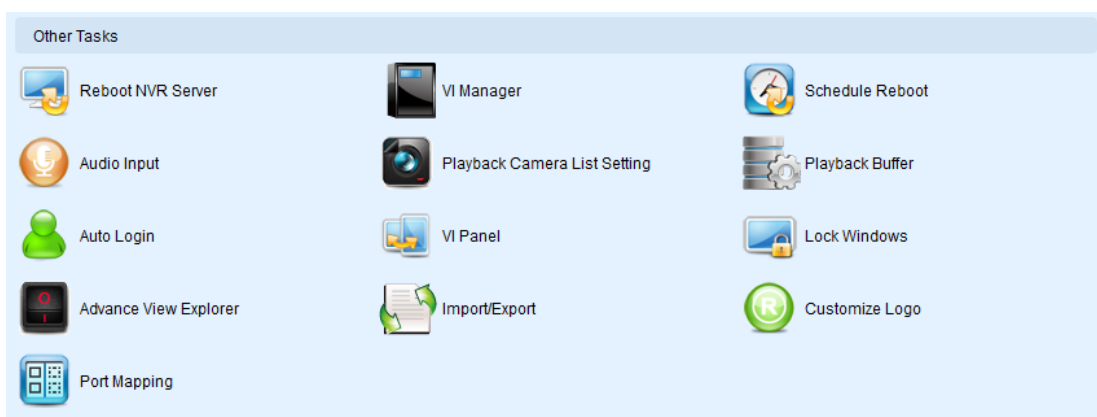 Other Tasks
Reboot NVR Server
VI Manager
Schedule Reboot
Audio Input
Playback Camera List Setting
Playback Buffer
Auto Login
VI Panel
Lock Windows
Advance View Explorer
Import/Export
Customize Logo
Port Mapping